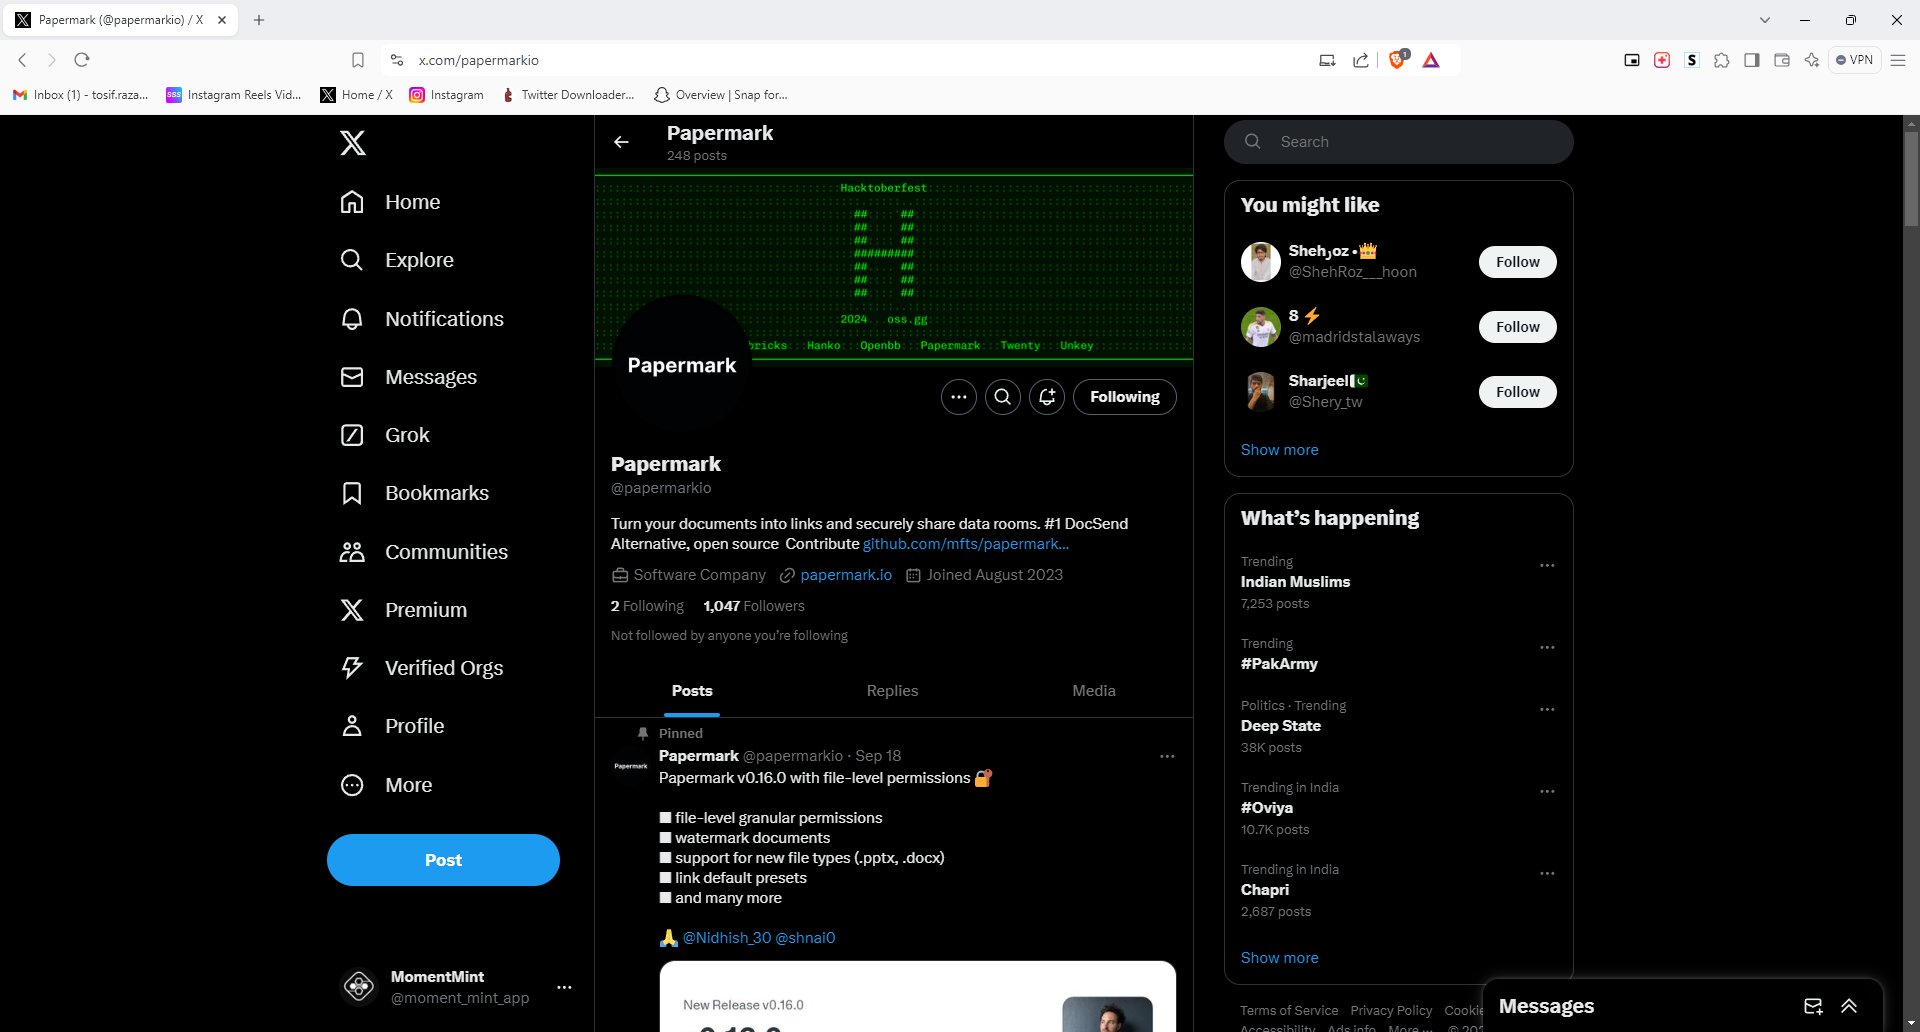 Papermark (@papermarkio) / X
x.com/papermarkio
1
VPN
Inbox (1) - tosif.raza...
Instagram Reels Vid...
Home / X
Instagram
Twitter Downloader...
Overview | Snap for...
Home
Explore
Notifications
Messages
Grok
Bookmarks
Communities
Premium
Verified Orgs
Profile
More
Post
MomentMint
@moment_mint_app
Papermark
248 posts
Hacktoberfest
## ##
## ##
## ##
#########
## ##
## ##
## ##
2024 oss.gg
bricks Hanko Openbb Papermark Twenty Unkey
Papermark
Following
Papermark
@papermarkio
Turn your documents into links and securely share data rooms. #1 DocSend
Alternative, open source Contribute github.com/mfts/papermark...
Software Company papermark.io Joined August 2023
2 Following 1,047 Followers
Not followed by anyone you're following
Posts Replies Media
Pinned
Papermark
Papermark @papermarkio · Sep 18
Papermark v0.16.0 with file-level permissions 🔐
file-level granular permissions
watermark documents
support for new file types (.pptx, .docx)
link default presets
and many more
🙏 @Nidhish_30 @shnai0
New Release v0.16.0
Search
You might like
Shehرoz •👑
@ShehRoz___hoon
Follow
8 ⚡
@madridstalaways
Follow
Sharjeel🇵🇰
@Shery_tw
Follow
Show more
What's happening
Trending
Indian Muslims
7,253 posts
Trending
#PakArmy
Politics · Trending
Deep State
38K posts
Trending in India
#Oviya
10.7K posts
Trending in India
Chapri
2,687 posts
Show more
Terms of Service Privacy Policy
Accessibility Ads info More ...
Messages